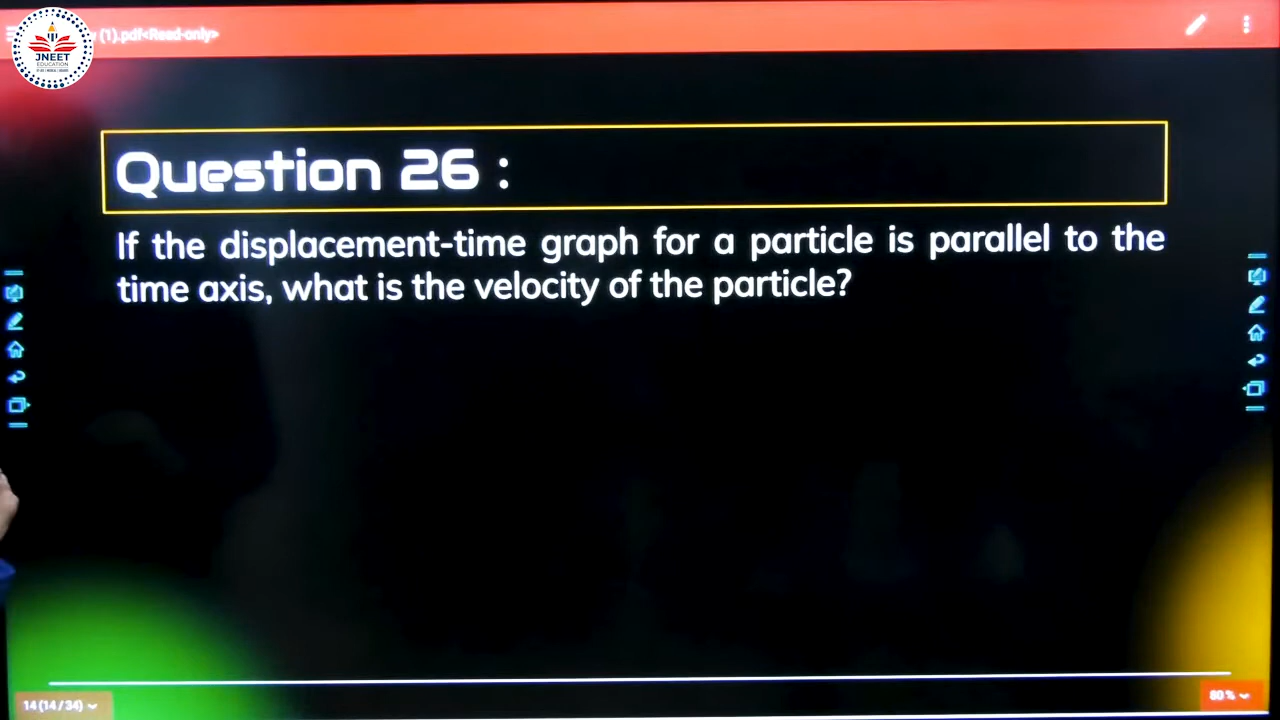 (1).pdf<Read-only>
JNEET
EDUCATION
Question 26 :
If the displacement-time graph for a particle is parallel to the
time axis, what is the velocity of the particle?
14(14/34)
80%